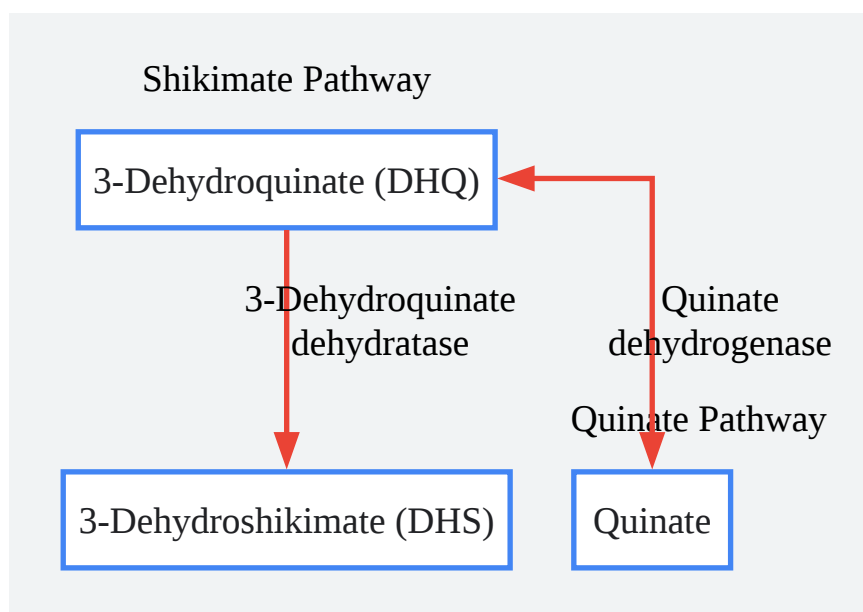 Shikimate Pathway
3-Dehydroquinate (DHQ)
3-Dehydroquinate
dehydratase
Quinate
dehydrogenase
Quinate Pathway
3-Dehydroshikimate (DHS)
Quinate